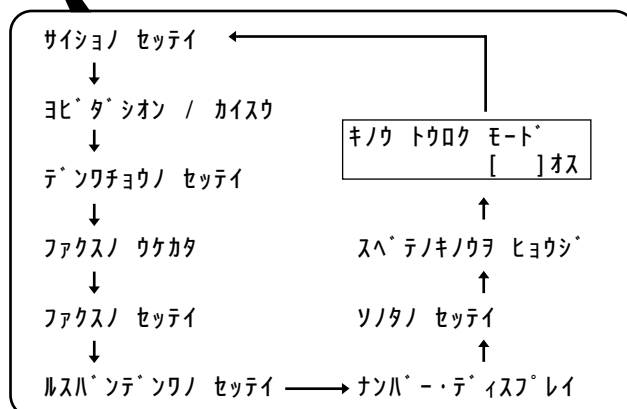 サイショノ セッテイ
ヨビダシオン / カイスウ
デンワチョウノ セッテイ
ファクスノ ウケカタ
ファクスノ セッテイ
ルスバンデンワノ セッテイ
ナンバー・ディスプレイ
ソノタノ セッテイ
スベテノキノウヲ ヒョウジ
キノウ トウロク モード
[ ]オス